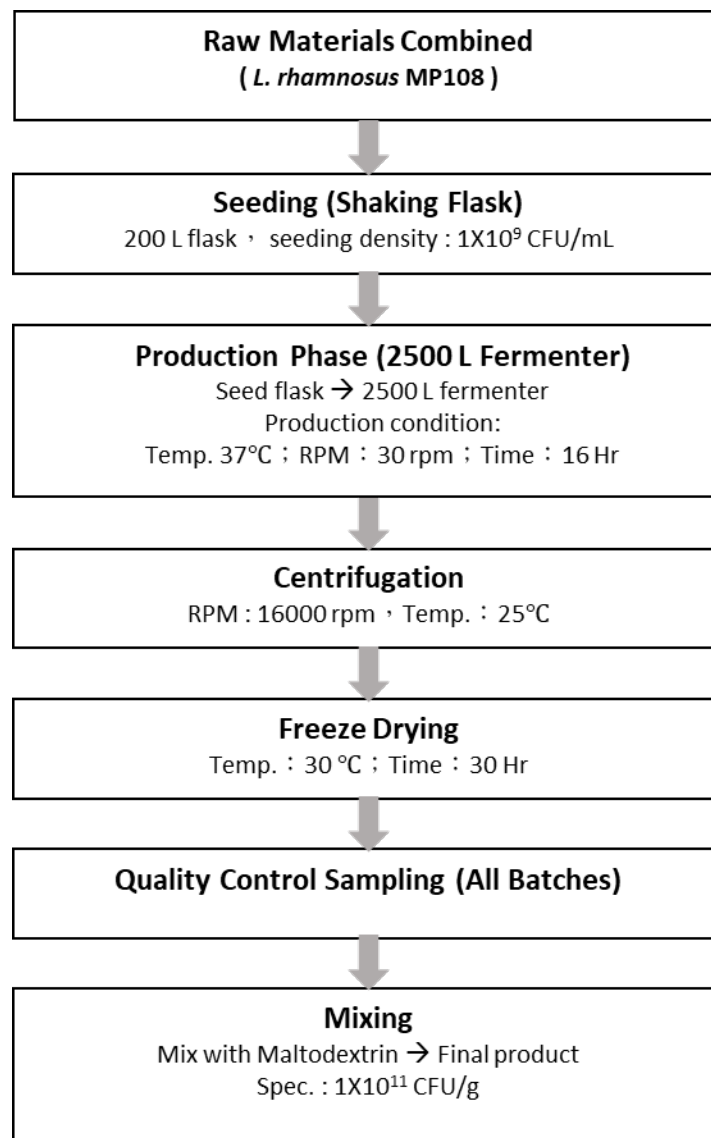 Raw Materials Combined
( L. rhamnosus MP108 )
Seeding (Shaking Flask)
200 L flask，seeding density : 1X10⁹ CFU/mL
Production Phase (2500 L Fermenter)
Seed flask → 2500 L fermenter
Production condition:
Temp. 37℃；RPM：30 rpm；Time：16 Hr
Centrifugation
RPM : 16000 rpm，Temp.：25℃
Freeze Drying
Temp.：30 ℃；Time：30 Hr
Quality Control Sampling (All Batches)
Mixing
Mix with Maltodextrin → Final product
Spec. : 1X10¹¹ CFU/g